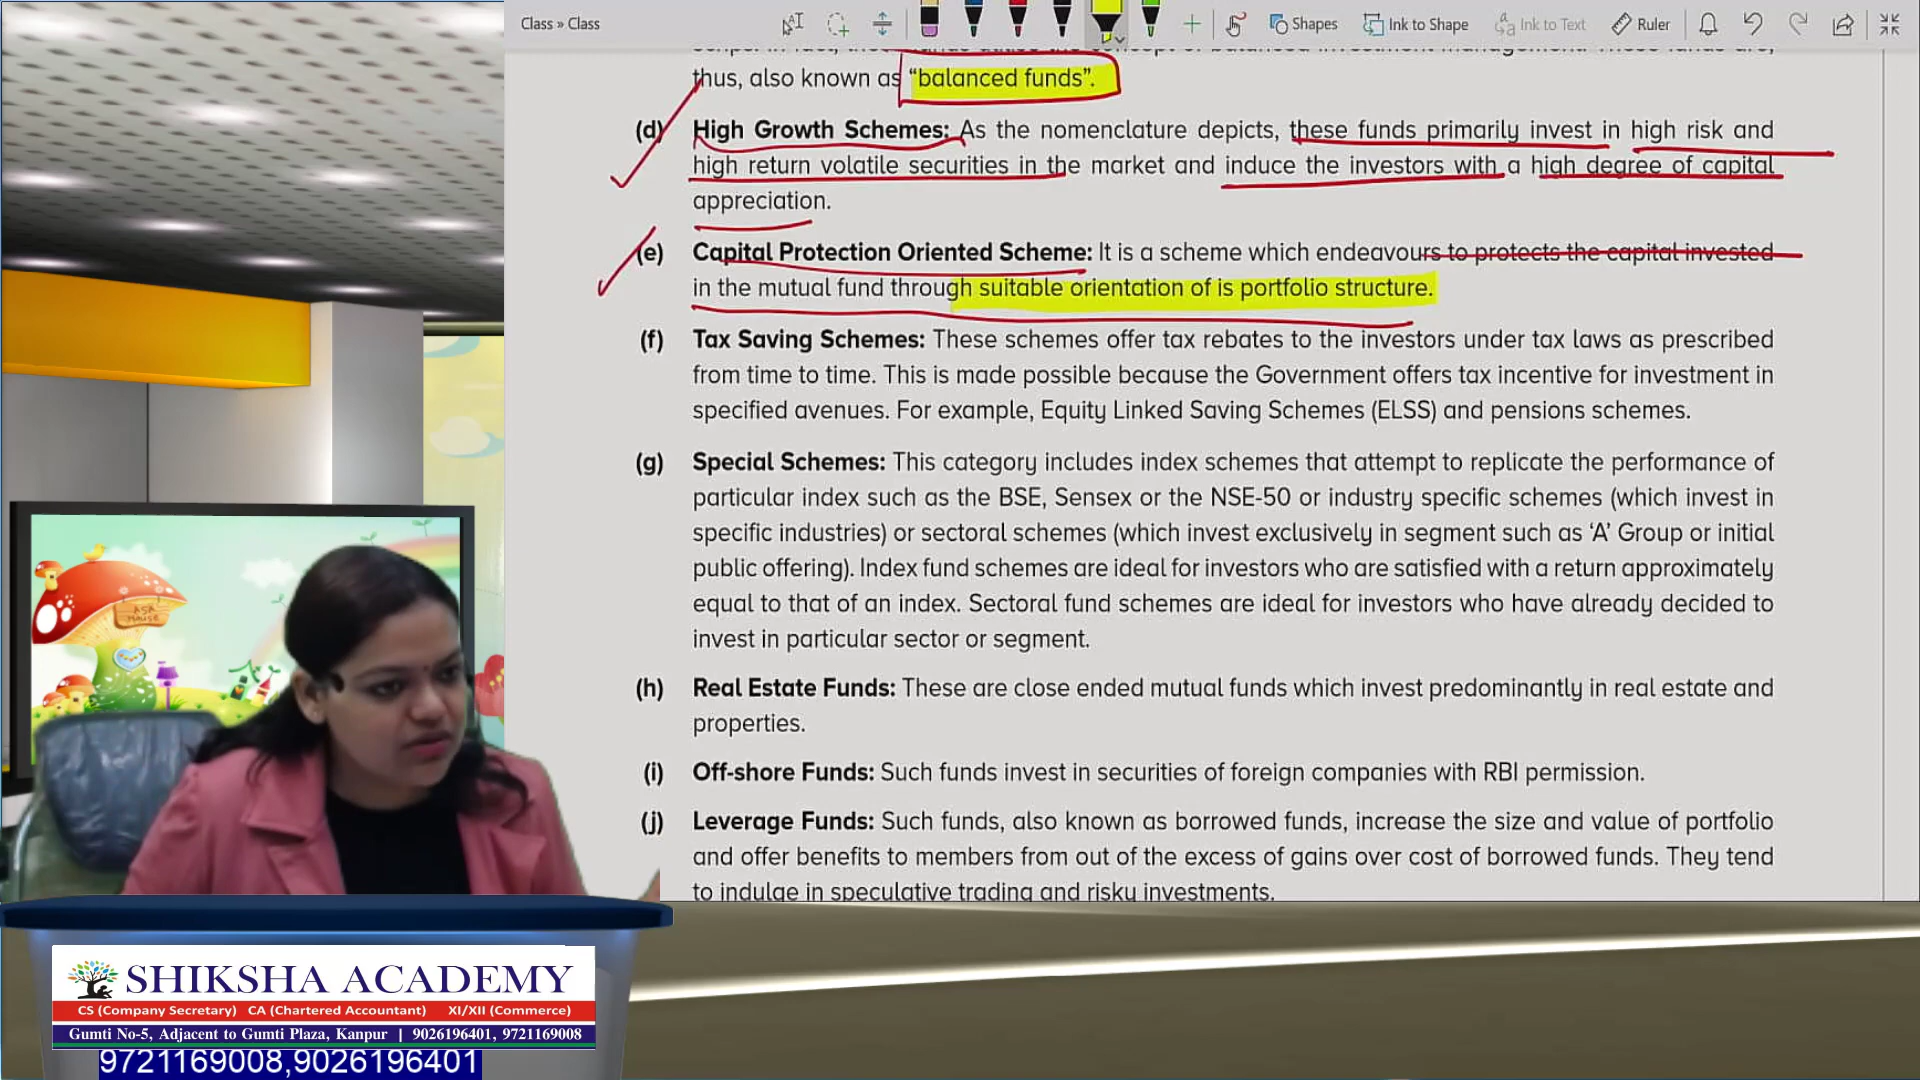 Class » Class
Shapes
Ink to Shape
Ink to Text
Ruler
thus, also known as “balanced funds”.
(d) High Growth Schemes: As the nomenclature depicts, these funds primarily invest in high risk and
high return volatile securities in the market and induce the investors with a high degree of capital
appreciation.
(e) Capital Protection Oriented Scheme: It is a scheme which endeavours to protects the capital invested
in the mutual fund through suitable orientation of is portfolio structure.
(f) Tax Saving Schemes: These schemes offer tax rebates to the investors under tax laws as prescribed
from time to time. This is made possible because the Government offers tax incentive for investment in
specified avenues. For example, Equity Linked Saving Schemes (ELSS) and pensions schemes.
(g) Special Schemes: This category includes index schemes that attempt to replicate the performance of
particular index such as the BSE, Sensex or the NSE-50 or industry specific schemes (which invest in
specific industries) or sectoral schemes (which invest exclusively in segment such as ‘A’ Group or initial
public offering). Index fund schemes are ideal for investors who are satisfied with a return approximately
equal to that of an index. Sectoral fund schemes are ideal for investors who have already decided to
invest in particular sector or segment.
(h) Real Estate Funds: These are close ended mutual funds which invest predominantly in real estate and
properties.
(i) Off-shore Funds: Such funds invest in securities of foreign companies with RBI permission.
(j) Leverage Funds: Such funds, also known as borrowed funds, increase the size and value of portfolio
and offer benefits to members from out of the excess of gains over cost of borrowed funds. They tend
to indulge in speculative trading and risky investments.
SHIKSHA ACADEMY
CS (Company Secretary) CA (Chartered Accountant) XI/XII (Commerce)
Gumti No-5, Adjacent to Gumti Plaza, Kanpur | 9026196401, 9721169008
9721169008,9026196401